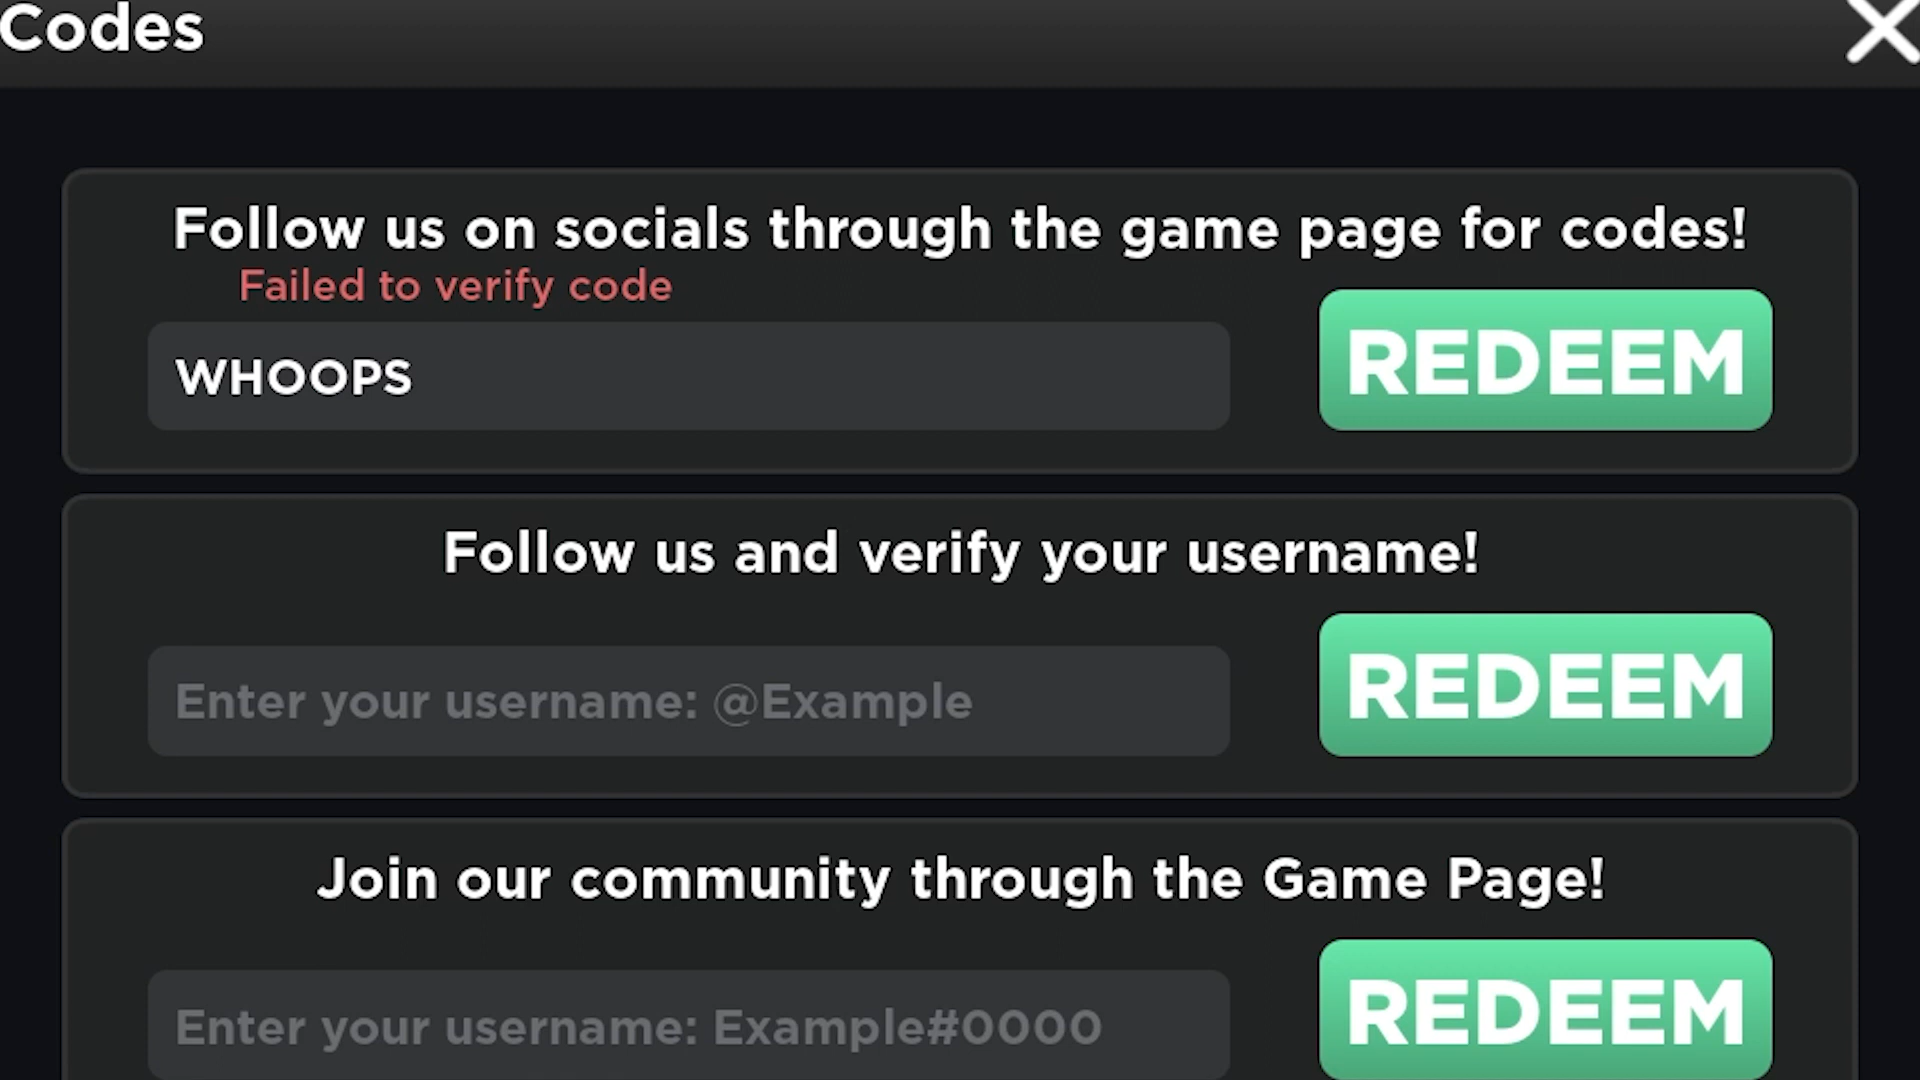 Codes
Follow us on socials through the game page for codes!
Failed to verify code
WHOOPS
REDEEM
Follow us and verify your username!
Enter your username: @Example
REDEEM
Join our community through the Game Page!
Enter your username: Example#0000
REDEEM